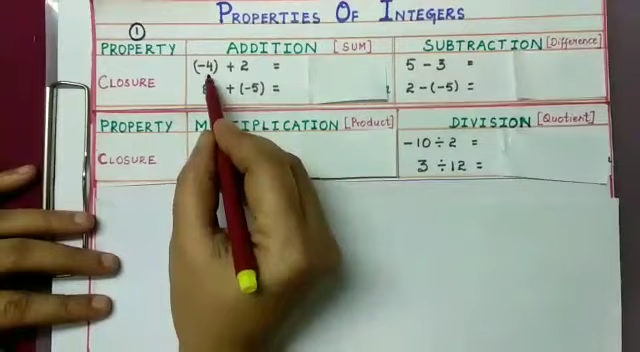 PROPERTIES OF INTEGERS
①
PROPERTY ADDITION [SUM] SUBTRACTION [Difference]
CLOSURE (-4) + 2 = 5 - 3 =
+ (-5) = 2 - (-5) =
PROPERTY [Product] DIVISION [Quotient]
CLOSURE -10 ÷ 2 =
3 ÷ 12 =